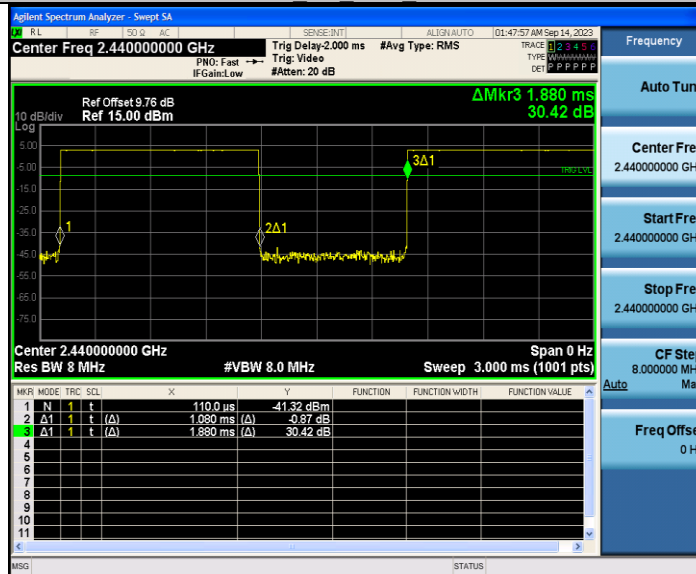 Agilent Spectrum Analyzer - Swept SA
RL RF 50 Ω AC SENSE:INT ALIGN AUTO 01:47:57 AM Sep 14, 2023
Center Freq 2.440000000 GHz
PNO: Fast
IFGain:Low
Trig Delay-2.000 ms
Trig: Video
#Atten: 20 dB
#Avg Type: RMS
TRACE 1 2 3 4 5 6
TYPE WWWWWW
DET P P P P P P
Ref Offset 9.76 dB
Ref 15.00 dBm
10 dB/div
Log
ΔMkr3 1.880 ms
30.42 dB
5.00
-5.00
-15.0
-25.0
-35.0
-45.0
-55.0
-65.0
-75.0
1
2Δ1
3Δ1
TRIG LVL
Center 2.440000000 GHz Span 0 Hz
Res BW 8 MHz #VBW 8.0 MHz Sweep 3.000 ms (1001 pts)
MKR MODE TRC SCL X Y FUNCTION FUNCTION WIDTH FUNCTION VALUE
1 N 1 t 110.0 µs -41.32 dBm
2 Δ1 1 t (Δ) 1.080 ms (Δ) -0.87 dB
3 Δ1 1 t (Δ) 1.880 ms (Δ) 30.42 dB
4
5
6
7
8
9
10
11
MSG STATUS
Frequency
Auto Tun
Center Fre
2.440000000 GH
Start Fre
2.440000000 GH
Stop Fre
2.440000000 GH
CF Ste
8.000000 MH
Auto Ma
Freq Offse
0 H